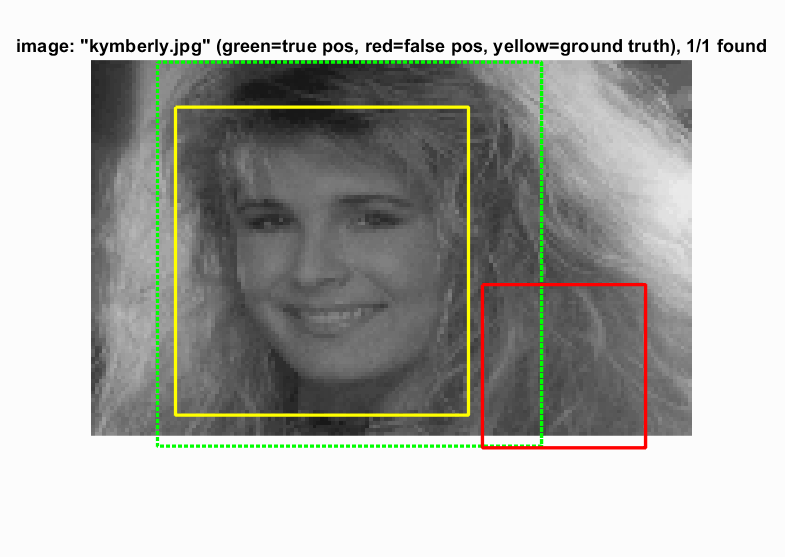 image: "kymberly.jpg" (green=true pos, red=false pos, yellow=ground truth), 1/1 found